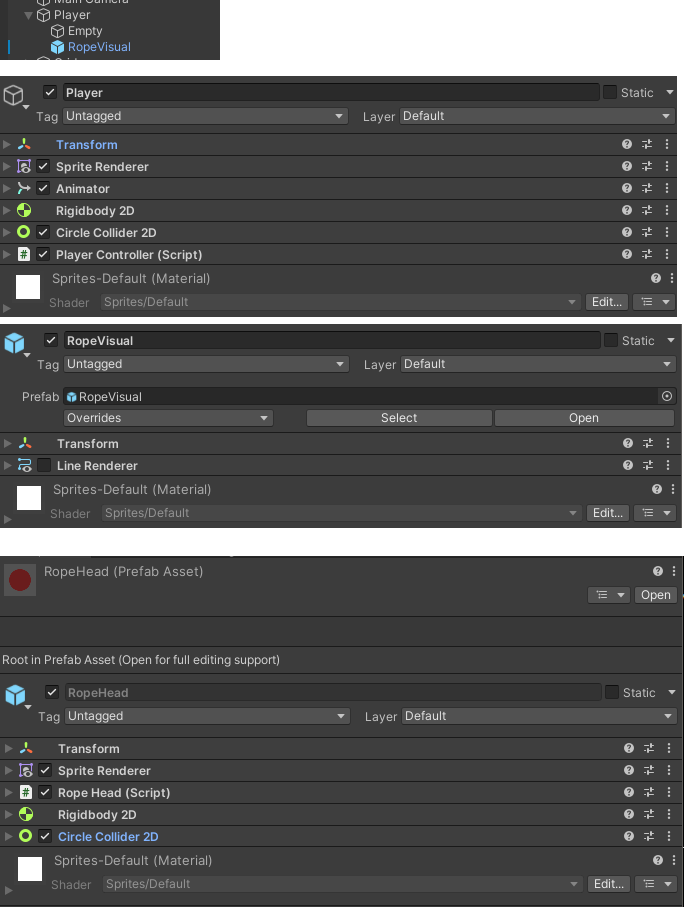 Main Camera
Player
Empty
RopeVisual
Player Static
Tag Untagged Layer Default
Transform
Sprite Renderer
Animator
Rigidbody 2D
Circle Collider 2D
# Player Controller (Script)
Sprites-Default (Material)
Shader Sprites/Default Edit...
RopeVisual Static
Tag Untagged Layer Default
Prefab RopeVisual
Overrides Select Open
Transform
Line Renderer
Sprites-Default (Material)
Shader Sprites/Default Edit...
RopeHead (Prefab Asset)
Open
Root in Prefab Asset (Open for full editing support)
RopeHead Static
Tag Untagged Layer Default
Transform
Sprite Renderer
# Rope Head (Script)
Rigidbody 2D
Circle Collider 2D
Sprites-Default (Material)
Shader Sprites/Default Edit...